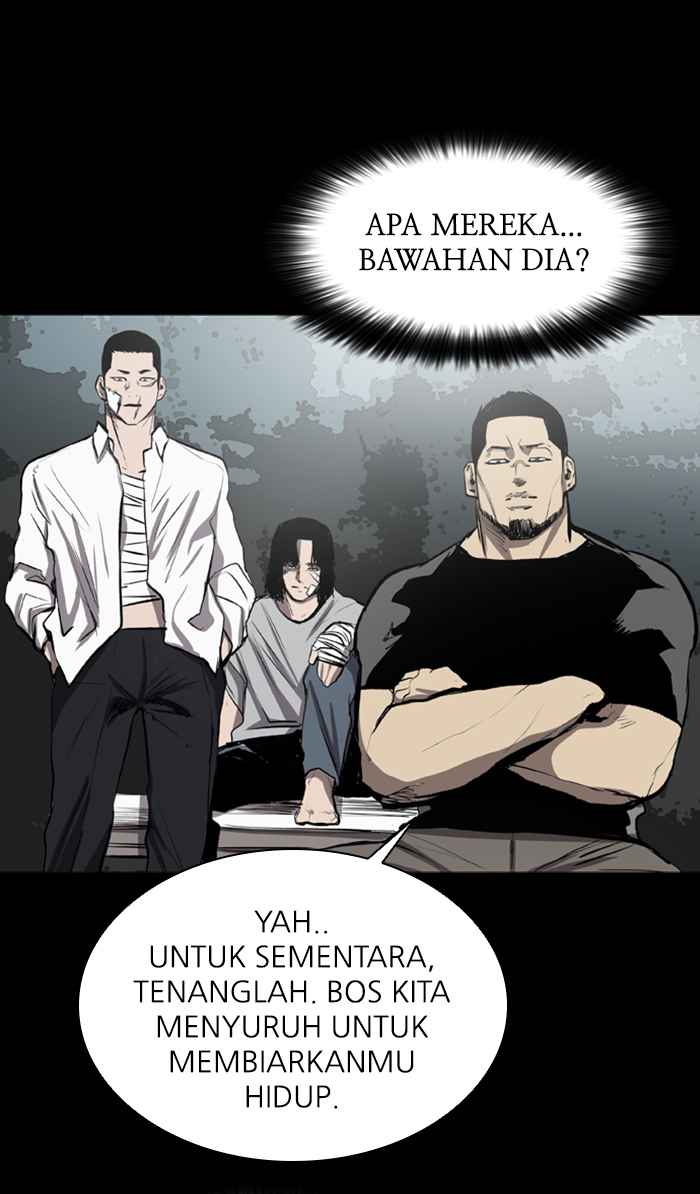 APA MEREKA...
BAWAHAN DIA?
YAH..
UNTUK SEMENTARA,
TENANGLAH. BOS KITA
MENYURUH UNTUK
MEMBIARKANMU
HIDUP.